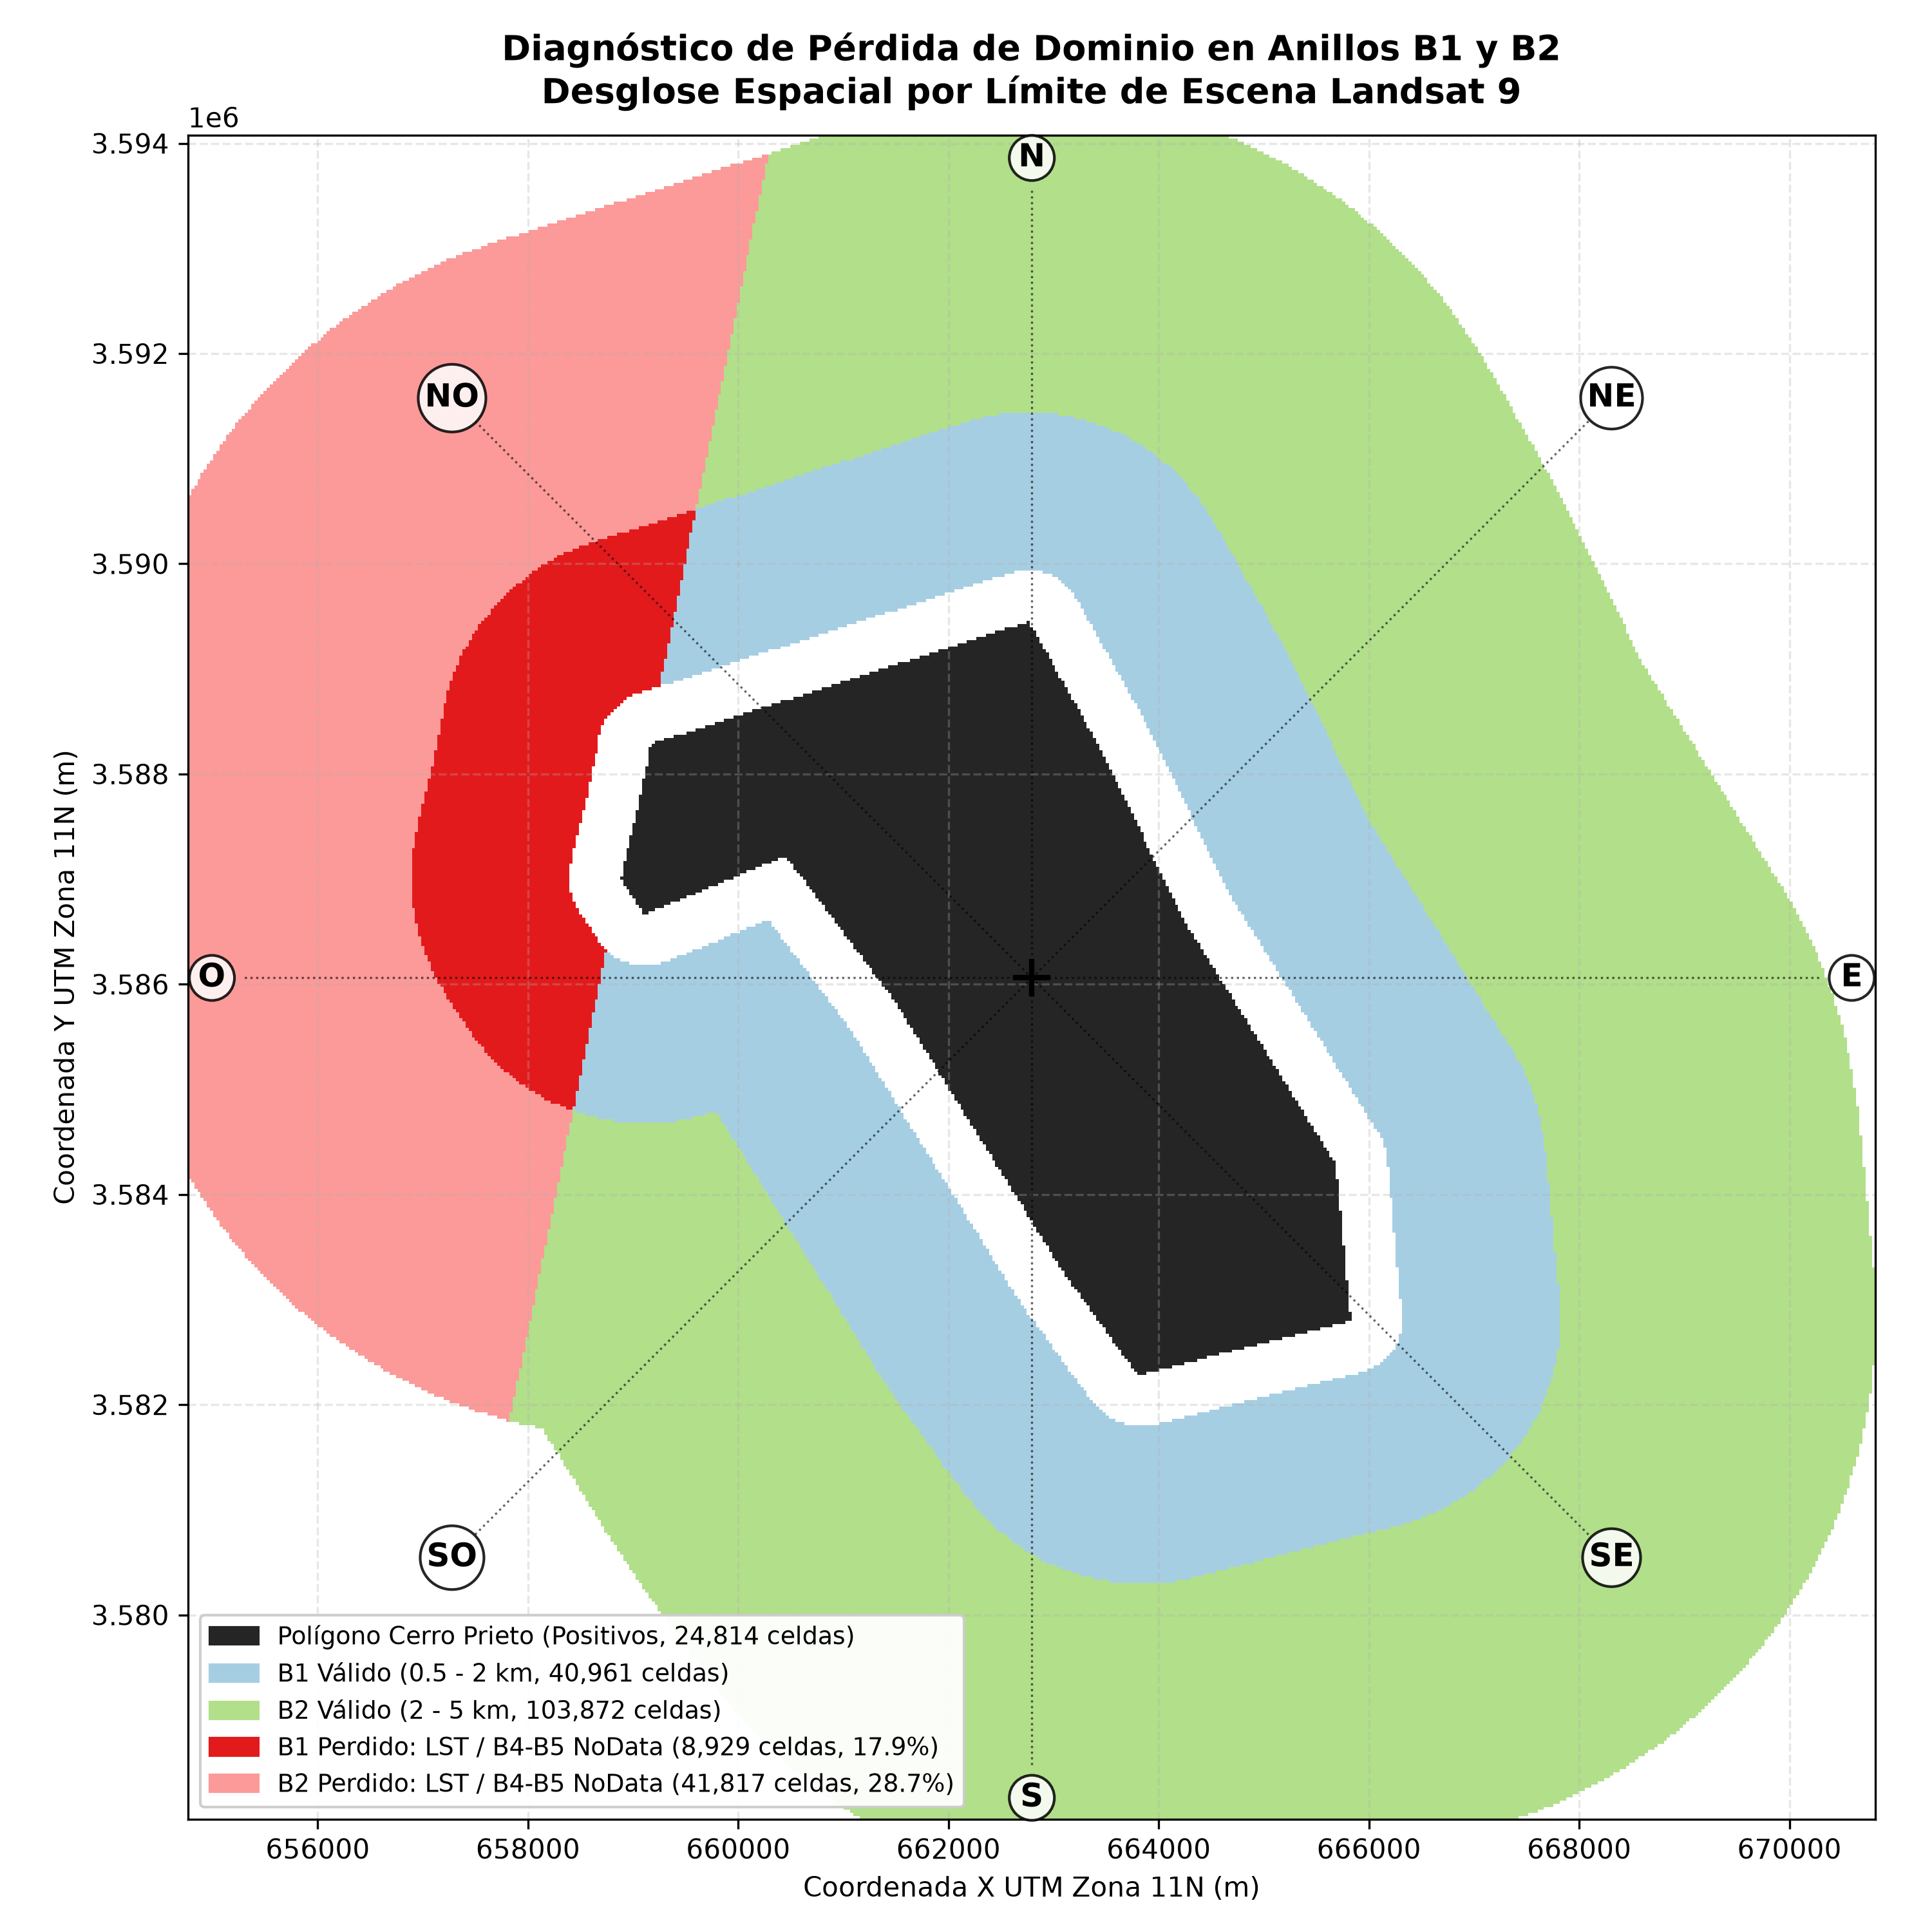 Diagnóstico de Pérdida de Dominio en Anillos B1 y B2
Desglose Espacial por Límite de Escena Landsat 9
1e6
3.594
3.592
3.590
3.588
3.586
3.584
3.582
3.580
Coordenada Y UTM Zona 11N (m)
N
NO
NE
O
E
SO
SE
S
Polígono Cerro Prieto (Positivos, 24,814 celdas)
B1 Válido (0.5 - 2 km, 40,961 celdas)
B2 Válido (2 - 5 km, 103,872 celdas)
B1 Perdido: LST / B4-B5 NoData (8,929 celdas, 17.9%)
B2 Perdido: LST / B4-B5 NoData (41,817 celdas, 28.7%)
656000 658000 660000 662000 664000 666000 668000 670000
Coordenada X UTM Zona 11N (m)